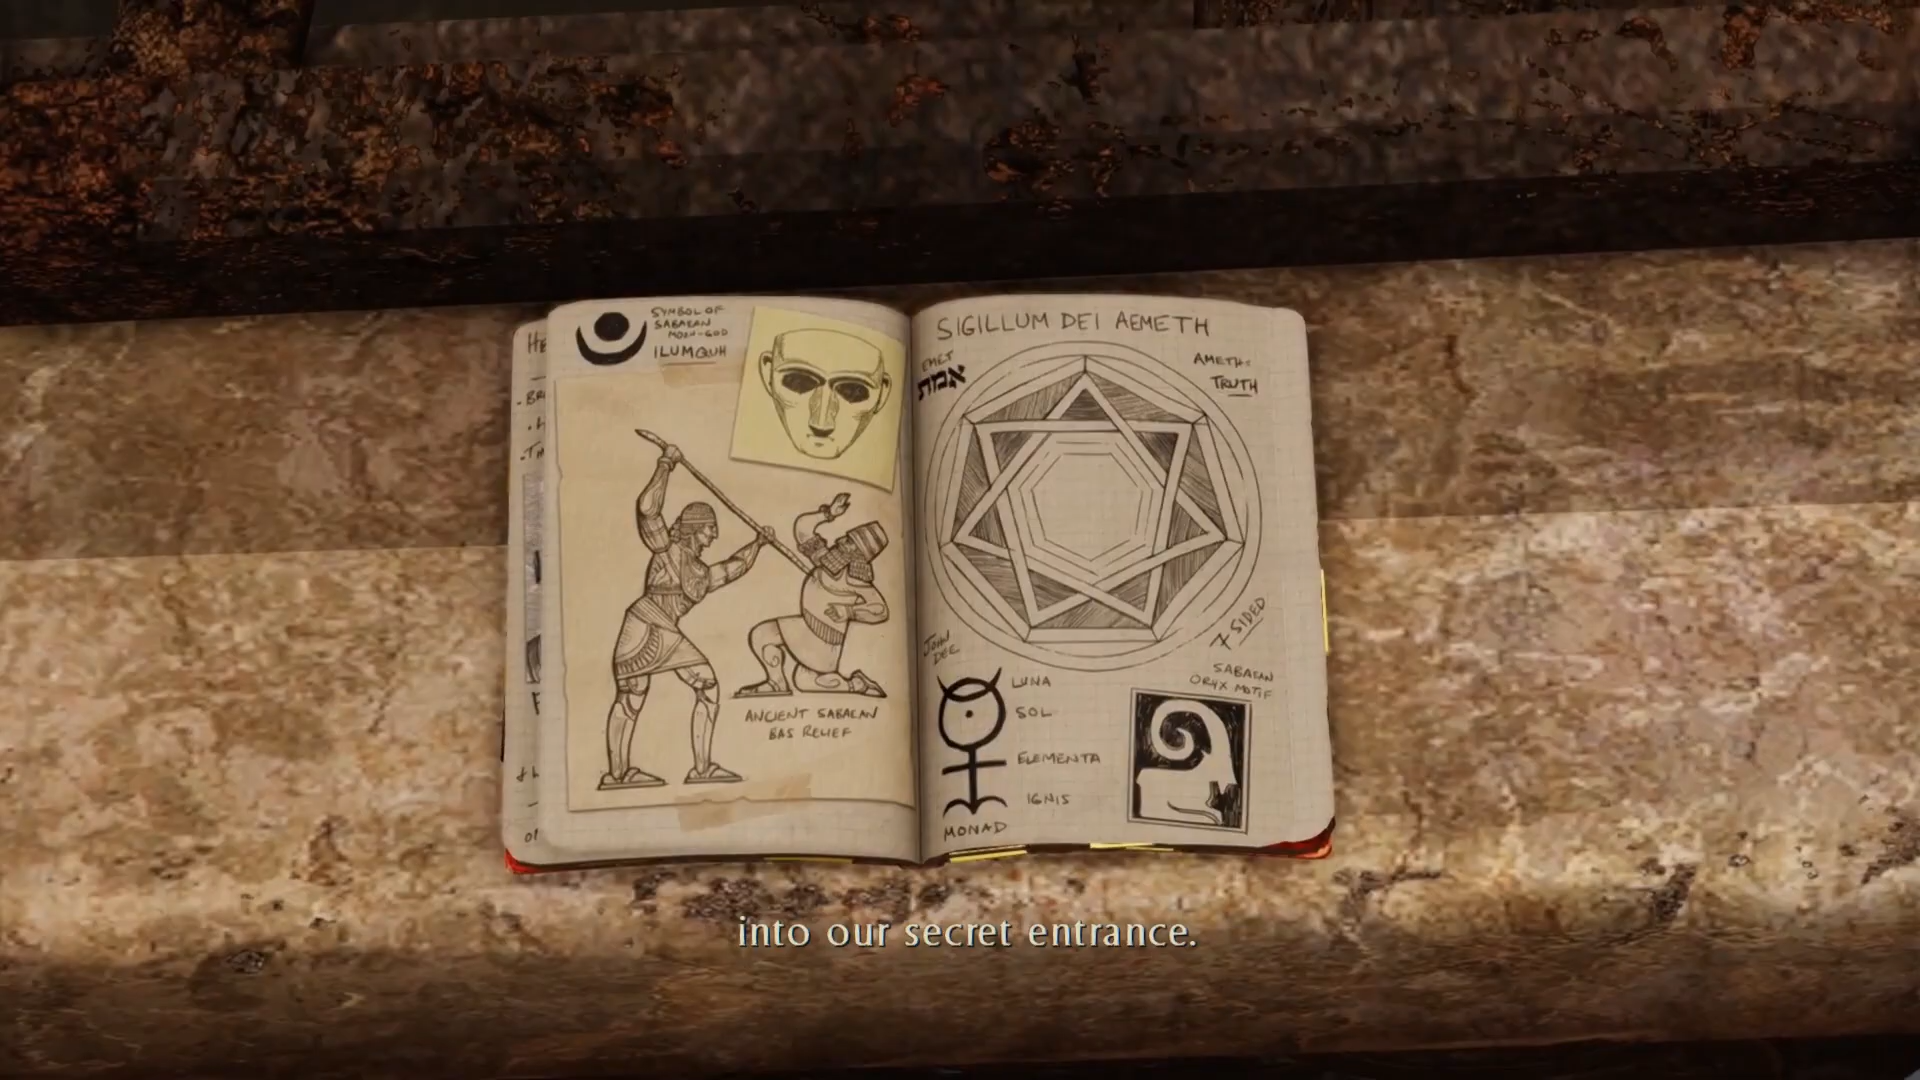 SYMBOL OF
SABAEAN
MOON-GOD
ILUMQUH
ANCIENT SABAEAN
BAS RELIEF
SIGILLUM DEI AEMETH
EMET
אמת
AMETH:
TRUTH
7 SIDED
JOHN
DEE
LUNA
SOL
ELEMENTA
IGNIS
MONAD
SABAEAN
ORYX MOTIF
into our secret entrance.